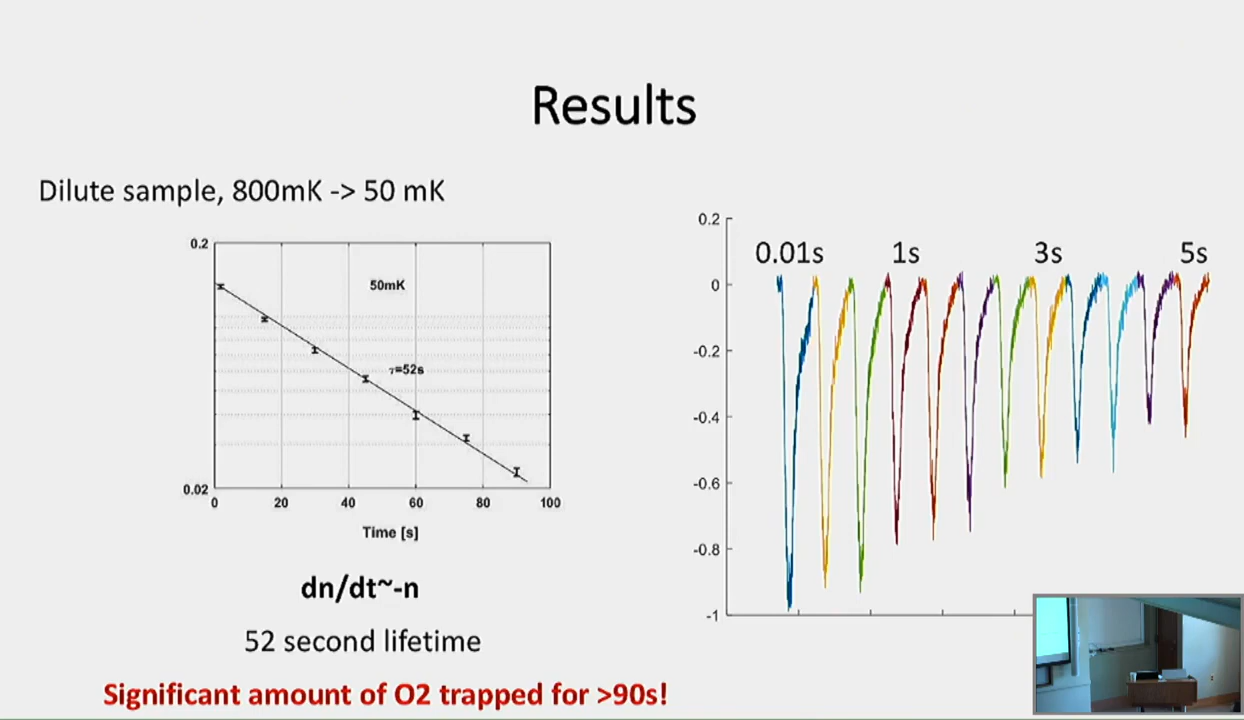 Results
Dilute sample, 800mK -> 50 mK
0.2
50mK
τ=52s
0.02
0 20 40 60 80 100
Time [s]
dn/dt~-n
52 second lifetime
Significant amount of O2 trapped for >90s!
0.2
0.01s 1s 3s 5s
0
-0.2
-0.4
-0.6
-0.8
-1